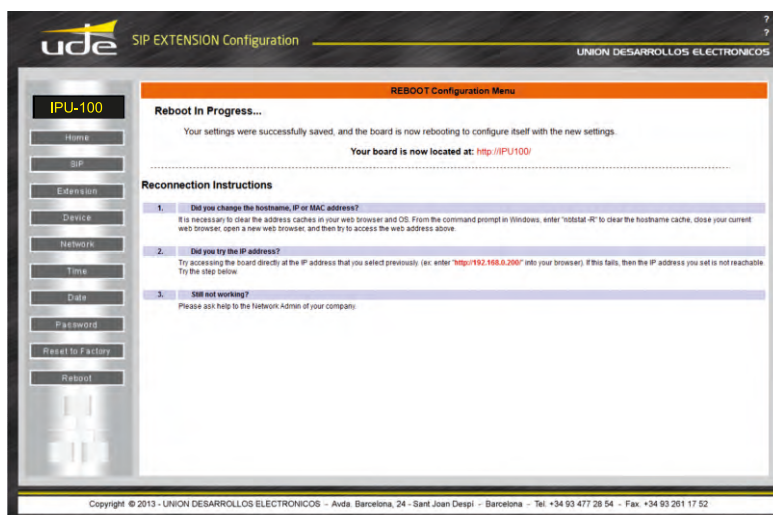 ude
SIP EXTENSION Configuration
?
?
UNION DESARROLLOS ELECTRONICOS
IPU-100
Home
SIP
Extension
Device
Network
Time
Date
Password
Reset to Factory
Reboot
REBOOT Configuration Menu
Reboot In Progress...
Your settings were successfully saved, and the board is now rebooting to configure itself with the new settings.
Your board is now located at: http://IPU100/
Reconnection Instructions
1. Did you change the hostname, IP or MAC address?
It is necessary to clear the address caches in your web browser and OS. From the command prompt in Windows, enter "nbtstat -R" to clear the hostname cache, close your current
web browser, open a new web browser, and then try to access the web address above.
2. Did you try the IP address?
Try accessing the board directly at the IP address that you select previously. (ex: enter "http://192.168.0.200/" into your browser). If this fails, then the IP address you set is not reachable.
Try the step below.
3. Still not working?
Please ask help to the Network Admin of your company.
Copyright © 2013 - UNION DESARROLLOS ELECTRONICOS - Avda. Barcelona, 24 - Sant Joan Despí - Barcelona - Tel. +34 93 477 28 54 - Fax. +34 93 261 17 52